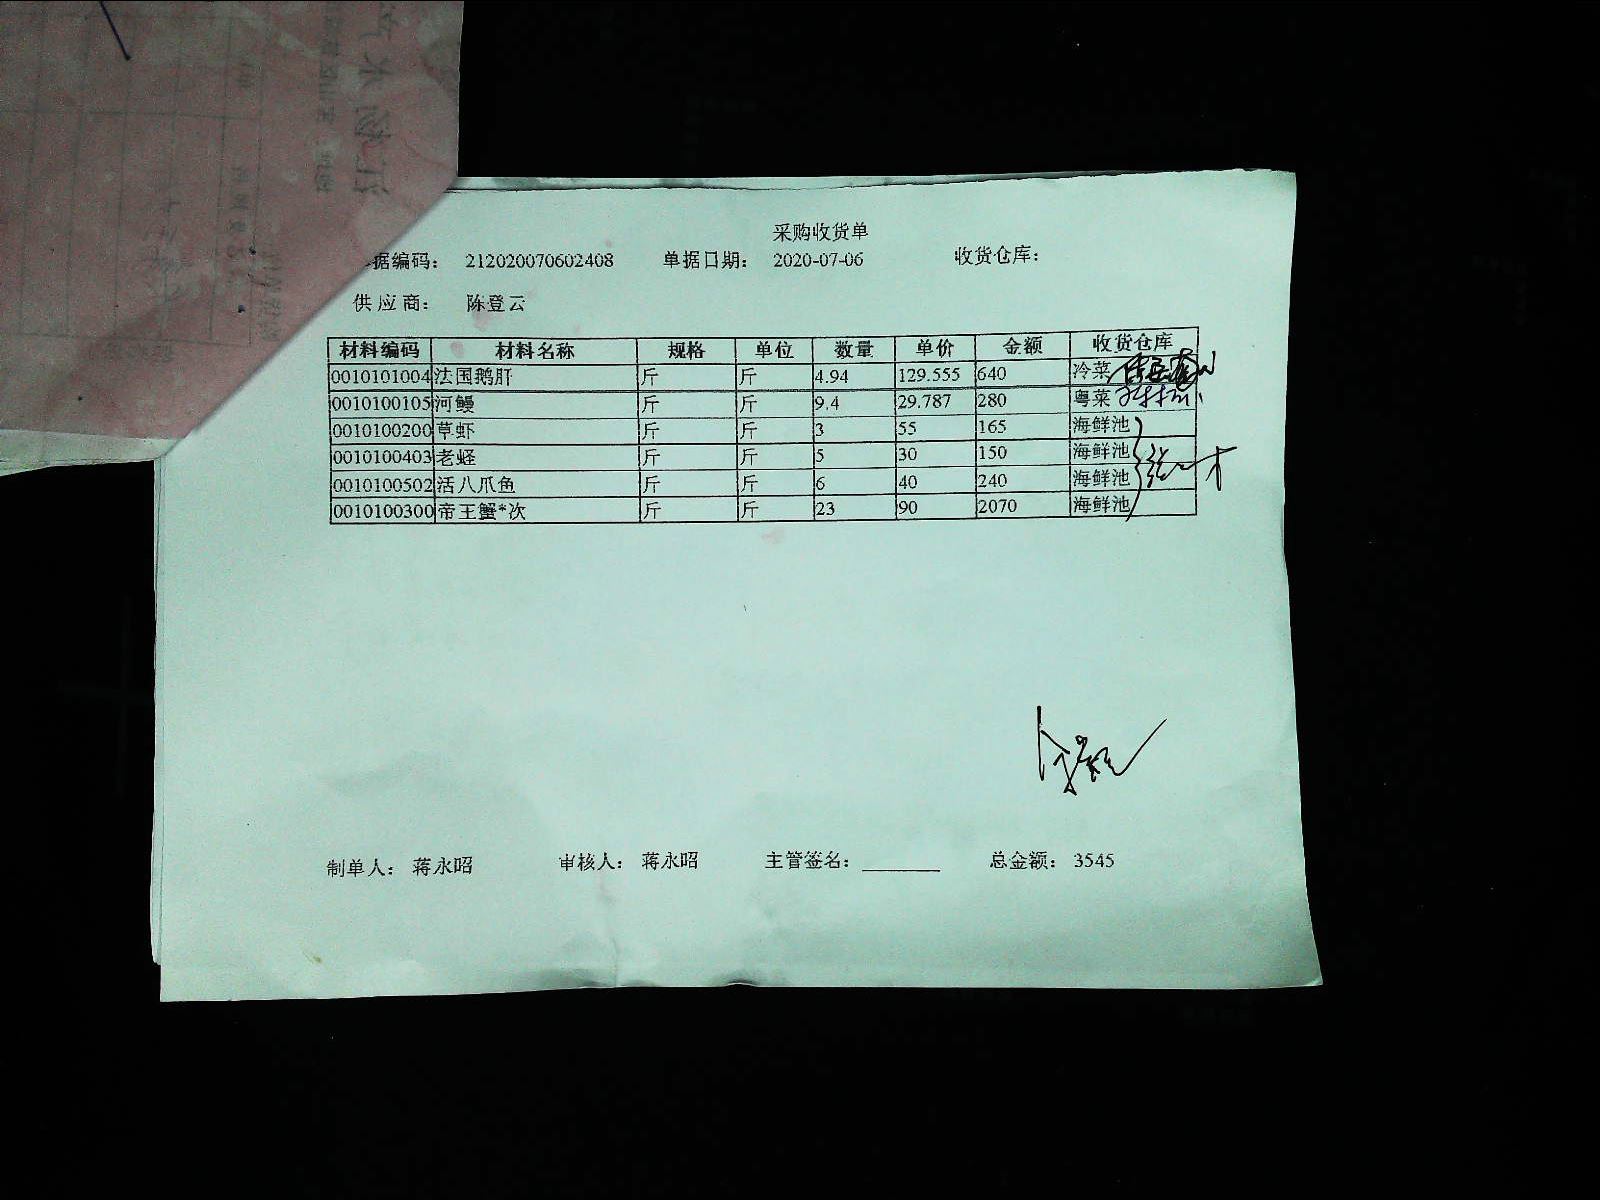 采购收货单
据编码： 212020070602408 单据日期： 2020-07-06 收货仓库：
供应商： 陈登云
材料编码 材料名称 规格 单位 数量 单价 金额 收货仓库
0010101004 法国鹅肝 斤 斤 4.94 129.555 640 冷菜
0010100105 河鳗 斤 斤 9.4 29.787 280 粤菜
0010100200 草虾 斤 斤 3 55 165 海鲜池
0010100403 老蛏 斤 斤 5 30 150 海鲜池
0010100502 活八爪鱼 斤 斤 6 40 240 海鲜池
0010100300 帝王蟹*次 斤 斤 23 90 2070 海鲜池
制单人： 蒋永昭 审核人： 蒋永昭 主管签名： 总金额： 3545